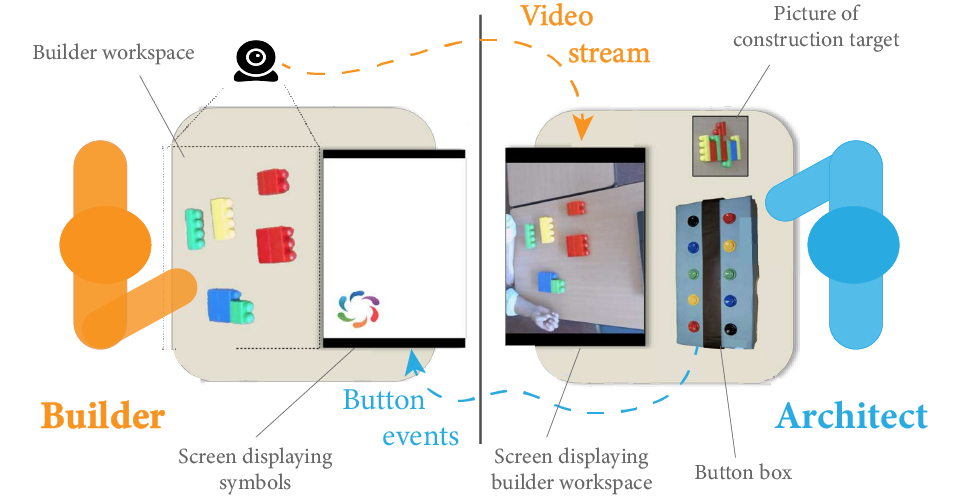 Video
stream
Picture of
construction target
Builder workspace
Builder
Button
events
Architect
Screen displaying
symbols
Screen displaying
builder workspace
Button box